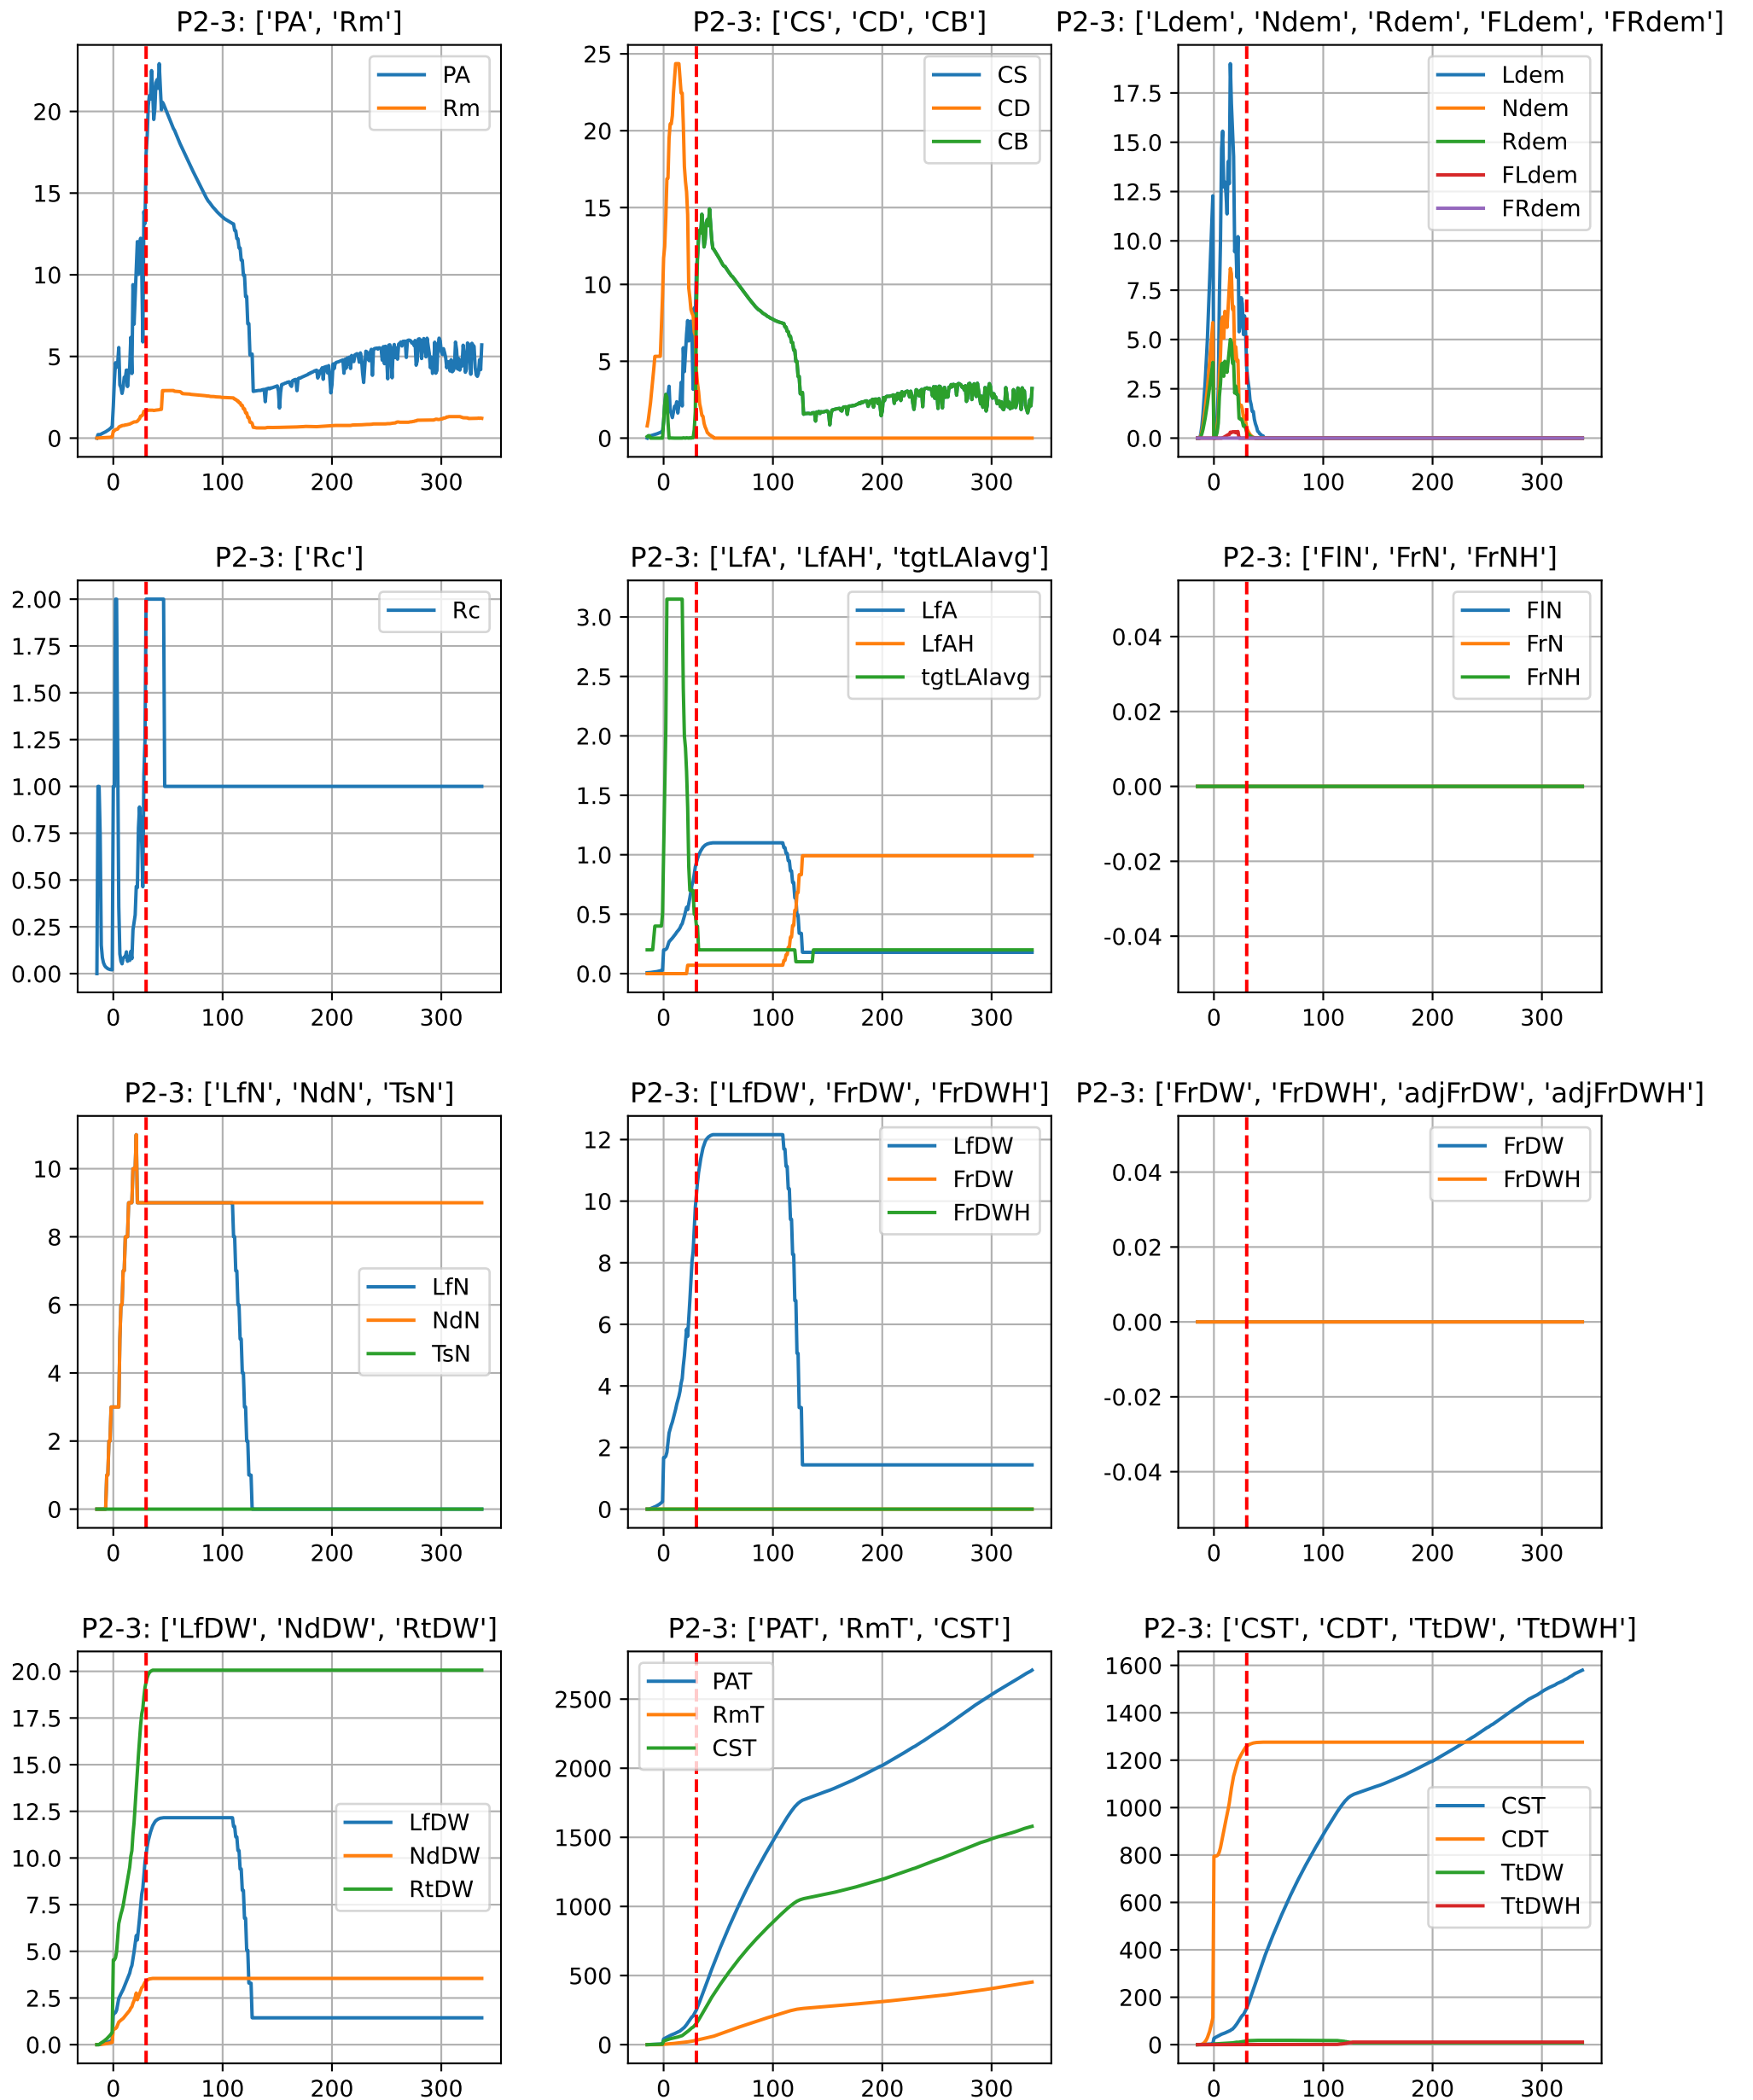 P2-3: ['PA', 'Rm']
PA
Rm
20
15
10
5
0
0 100 200 300
P2-3: ['CS', 'CD', 'CB']
CS
CD
CB
25
20
15
10
5
0
0 100 200 300
P2-3: ['Ldem', 'Ndem', 'Rdem', 'FLdem', 'FRdem']
Ldem
Ndem
Rdem
FLdem
FRdem
17.5
15.0
12.5
10.0
7.5
5.0
2.5
0.0
0 100 200 300
P2-3: ['Rc']
Rc
2.00
1.75
1.50
1.25
1.00
0.75
0.50
0.25
0.00
0 100 200 300
P2-3: ['LfA', 'LfAH', 'tgtLAIavg']
LfA
LfAH
tgtLAIavg
3.0
2.5
2.0
1.5
1.0
0.5
0.0
0 100 200 300
P2-3: ['FlN', 'FrN', 'FrNH']
FlN
FrN
FrNH
0.04
0.02
0.00
-0.02
-0.04
0 100 200 300
P2-3: ['LfN', 'NdN', 'TsN']
LfN
NdN
TsN
10
8
6
4
2
0
0 100 200 300
P2-3: ['LfDW', 'FrDW', 'FrDWH']
LfDW
FrDW
FrDWH
12
10
8
6
4
2
0
0 100 200 300
P2-3: ['FrDW', 'FrDWH', 'adjFrDW', 'adjFrDWH']
FrDW
FrDWH
0.04
0.02
0.00
-0.02
-0.04
0 100 200 300
P2-3: ['LfDW', 'NdDW', 'RtDW']
LfDW
NdDW
RtDW
20.0
17.5
15.0
12.5
10.0
7.5
5.0
2.5
0.0
0 100 200 300
P2-3: ['PAT', 'RmT', 'CST']
PAT
RmT
CST
2500
2000
1500
1000
500
0
0 100 200 300
P2-3: ['CST', 'CDT', 'TtDW', 'TtDWH']
CST
CDT
TtDW
TtDWH
1600
1400
1200
1000
800
600
400
200
0
0 100 200 300